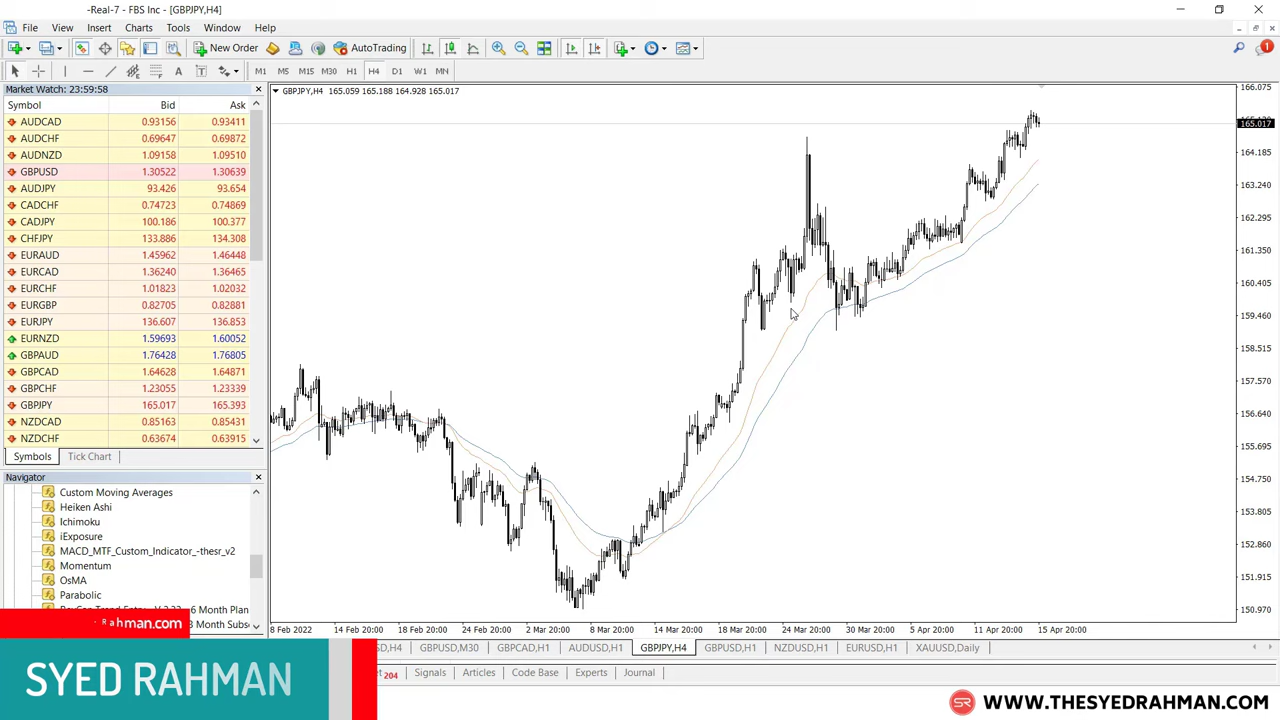 -Real-7 - FBS Inc - [GBPJPY,H4]
File View Insert Charts Tools Window Help
New Order AutoTrading
1
A T M1 M5 M15 M30 H1 H4 D1 W1 MN
Market Watch: 23:59:58
Symbol Bid Ask
AUDCAD 0.93156 0.93411
AUDCHF 0.69647 0.69872
AUDNZD 1.09158 1.09510
GBPUSD 1.30522 1.30639
AUDJPY 93.426 93.654
CADCHF 0.74723 0.74869
CADJPY 100.186 100.377
CHFJPY 133.886 134.308
EURAUD 1.45962 1.46448
EURCAD 1.36240 1.36465
EURCHF 1.01823 1.02032
EURGBP 0.82705 0.82881
EURJPY 136.607 136.853
EURNZD 1.59693 1.60052
GBPAUD 1.76428 1.76805
GBPCAD 1.64628 1.64871
GBPCHF 1.23055 1.23339
GBPJPY 165.017 165.393
NZDCAD 0.85163 0.85431
NZDCHF 0.63674 0.63915
Symbols Tick Chart
Navigator
Custom Moving Averages
Heiken Ashi
Ichimoku
iExposure
MACD_MTF_Custom_Indicator_-thesr_v2
Momentum
OsMA
Parabolic
6 Month Plan
Month Subs
Rahman.com
SYED RAHMAN
GBPJPY,H4 165.059 165.188 164.928 165.017
166.075
165.017
164.185
163.240
162.295
161.350
160.405
159.460
158.515
157.570
156.640
155.695
154.750
153.805
152.860
151.915
150.970
8 Feb 2022 14 Feb 20:00 18 Feb 20:00 24 Feb 20:00 2 Mar 20:00 8 Mar 20:00 14 Mar 20:00 18 Mar 20:00 24 Mar 20:00 30 Mar 20:00 5 Apr 20:00 11 Apr 20:00 15 Apr 20:00
SD,H4 GBPUSD,M30 GBPCAD,H1 AUDUSD,H1 GBPJPY,H4 GBPUSD,H1 NZDUSD,H1 EURUSD,H1 XAUUSD,Daily
204 Signals Articles Code Base Experts Journal
SR WWW.THESYEDRAHMAN.COM